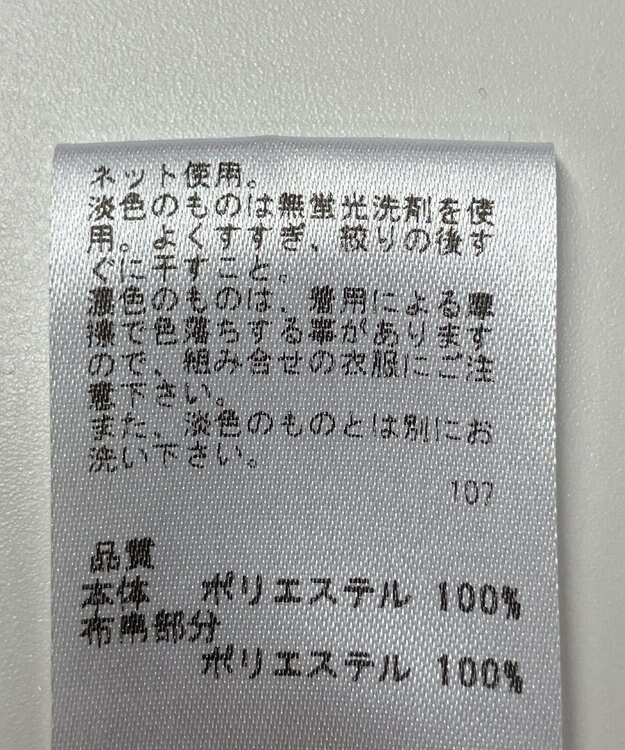 ネット使用。
淡色のものは無蛍光洗剤を使
用。よくすすぎ、絞りの後す
ぐに干すこと。
濃色のものは、着用による摩
擦で色落ちする事があります
ので、組み合せの衣服にご注
意下さい。
また、淡色のものとは別にお
洗い下さい。
107
品質
本体 ポリエステル 100%
布帛部分
ポリエステル 100%